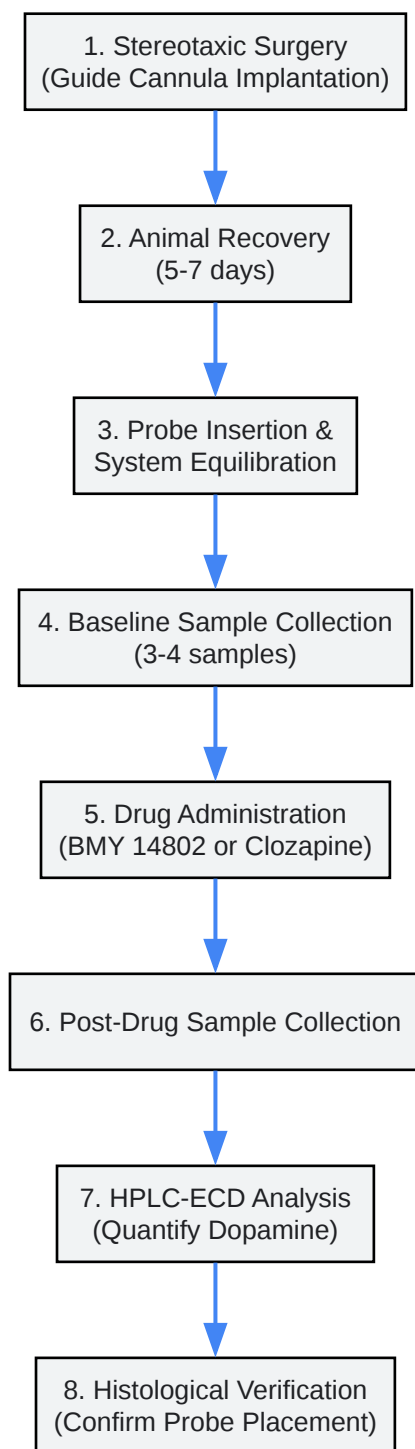 1. Stereotaxic Surgery
(Guide Cannula Implantation)
2. Animal Recovery
(5-7 days)
3. Probe Insertion &
System Equilibration
4. Baseline Sample Collection
(3-4 samples)
5. Drug Administration
(BMY 14802 or Clozapine)
6. Post-Drug Sample Collection
7. HPLC-ECD Analysis
(Quantify Dopamine)
8. Histological Verification
(Confirm Probe Placement)